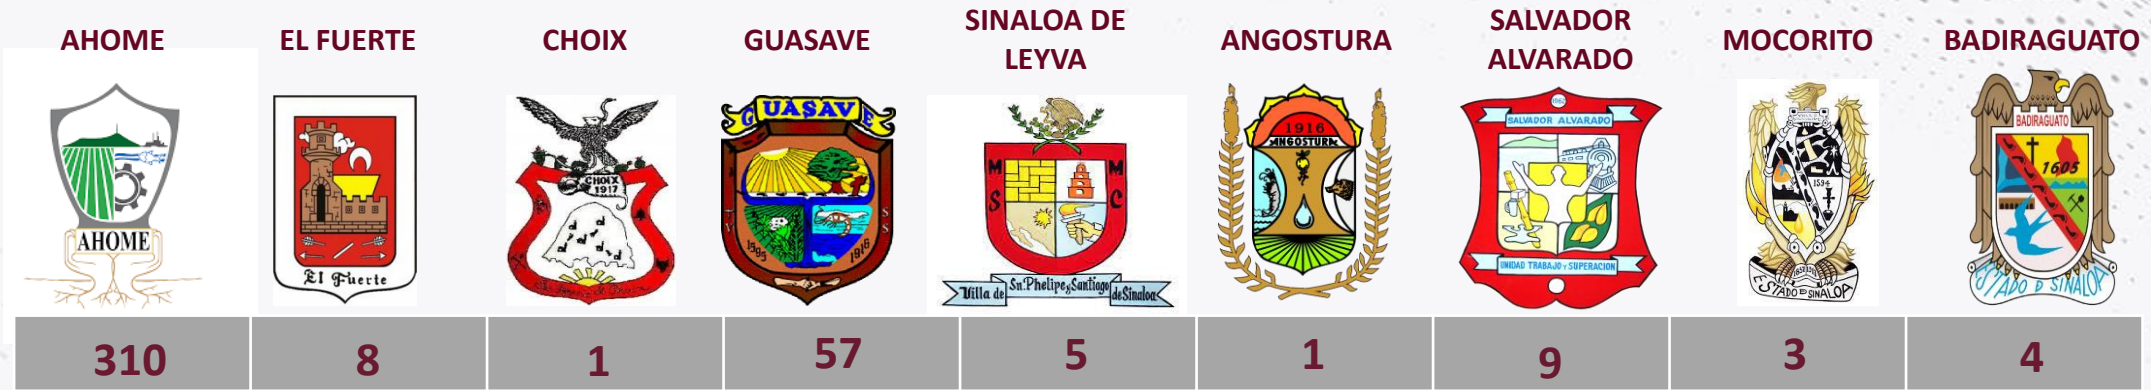 AHOME
EL FUERTE
CHOIX
GUASAVE
SINALOA DE
LEYVA
ANGOSTURA
SALVADOR
ALVARADO
MOCORITO
BADIRAGUATO
AHOME
El Fuerte
CHOIX
1917
GUASAVE
T V
S S
1595
1916
M M
S C
Villa de Sn. Phelipe y Santiago de Sinaloa
1916
ANGOSTURA
1962
SALVADOR ALVARADO
UNIDAD TRABAJO Y SUPERACION
1594
ESTADO D SINALOA
BADIRAGUATO
1605
ESTADO D SINALOA
310
8
1
57
5
1
9
3
4